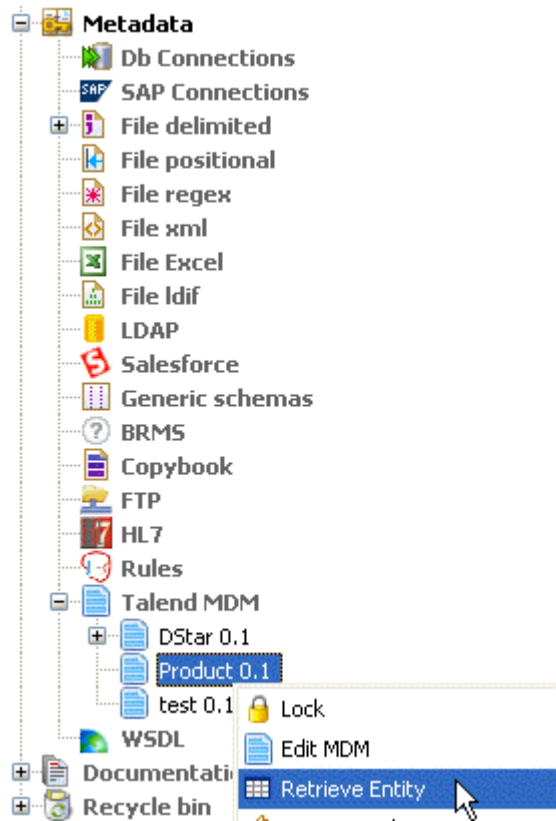 Metadata
Db Connections
SAP SAP Connections
File delimited
File positional
File regex
File xml
File Excel
File ldif
LDAP
Salesforce
Generic schemas
BRMS
Copybook
FTP
HL7
Rules
Talend MDM
DStar 0.1
Product 0.1
test 0.1
Lock
WSDL
Edit MDM
Documentati
Retrieve Entity
Recycle bin